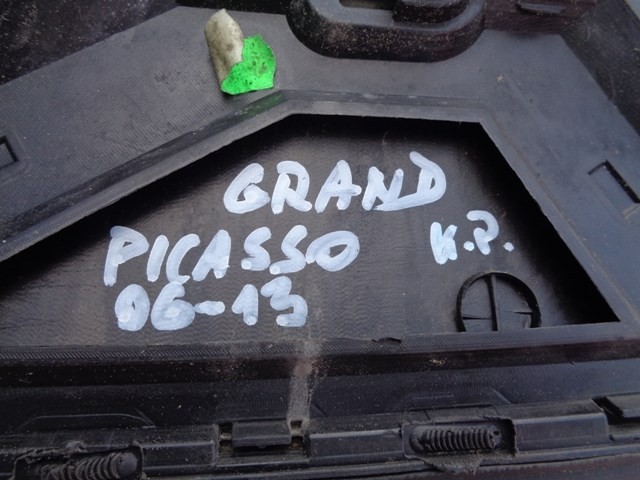 GRAND
PICASSO K.P.
06-13